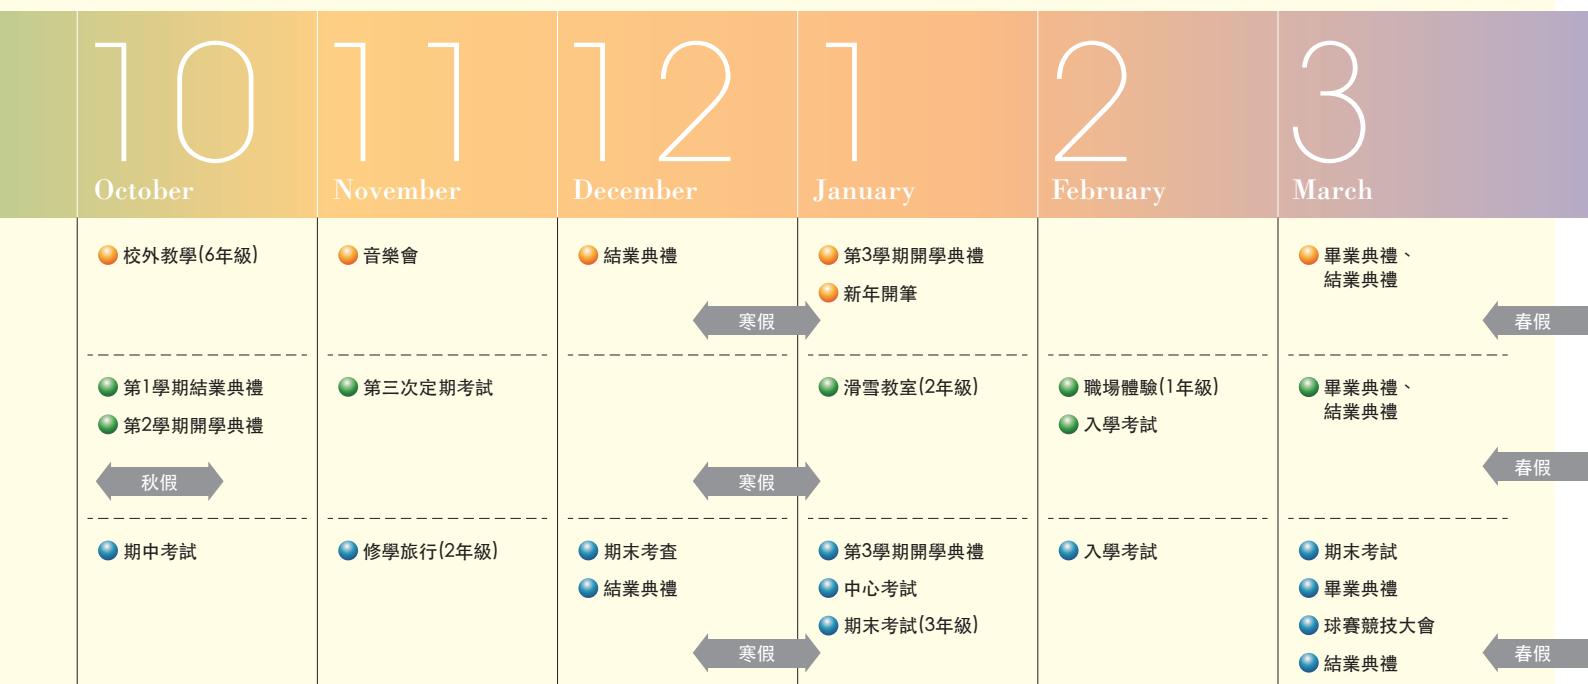 10
October
11
November
12
December
1
January
2
February
3
March
校外教學(6年級)
音樂會
結業典禮
第3學期開學典禮
新年開筆
畢業典禮、
結業典禮
寒假
春假
第1學期結業典禮
第2學期開學典禮
第三次定期考試
滑雪教室(2年級)
職場體驗(1年級)
入學考試
畢業典禮、
結業典禮
秋假
寒假
春假
期中考試
修學旅行(2年級)
期末考查
結業典禮
第3學期開學典禮
中心考試
期末考試(3年級)
入學考試
期末考試
畢業典禮
球賽競技大會
結業典禮
寒假
春假